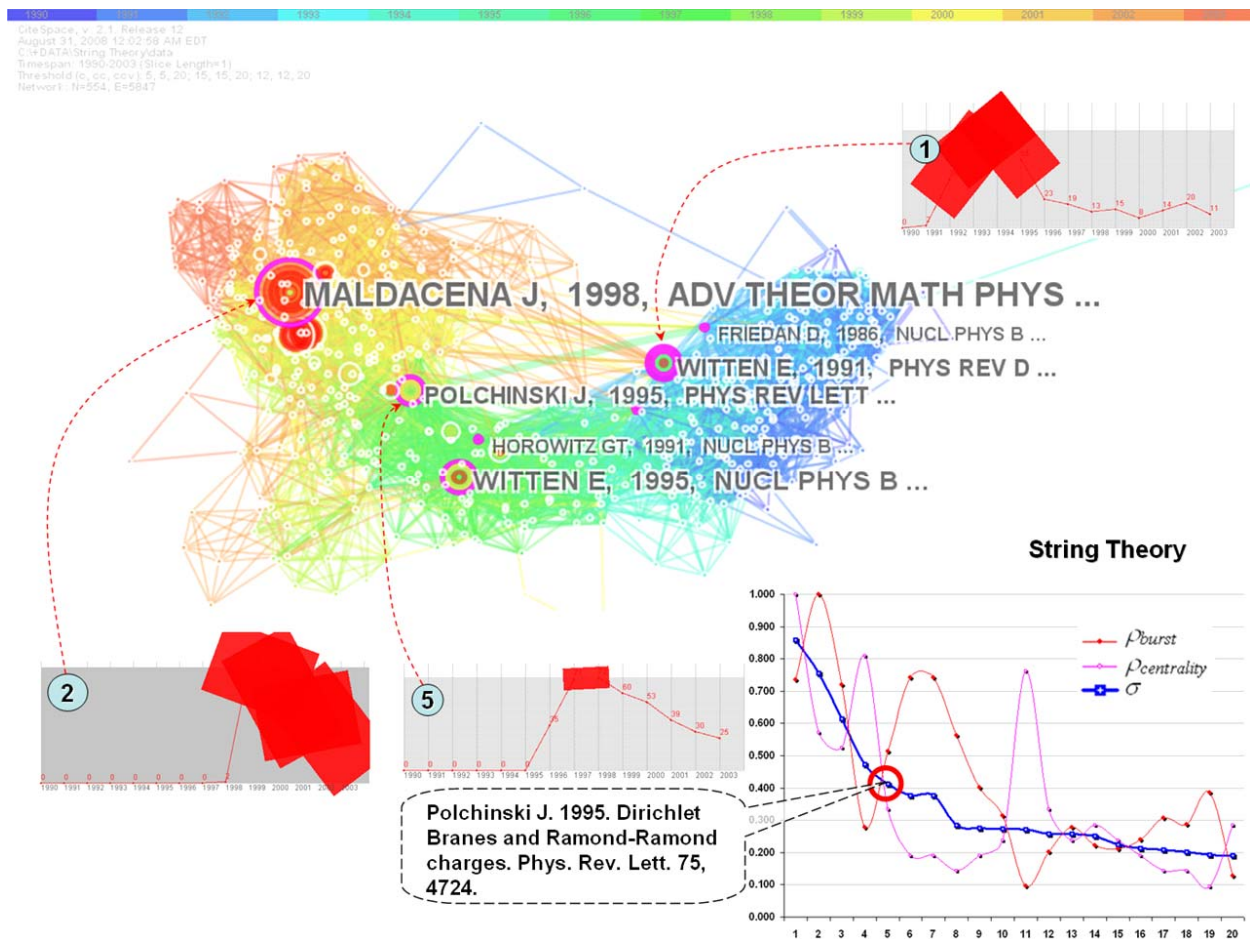 1990 1991 1992 1993 1994 1995 1996 1997 1998 1999 2000 2001 2002
CiteSpace, v. 2.1. Release 12
August 31, 2008 12:02:58 AM EDT
C:\+DATA\String Theory\data
Timespan: 1990-2003 (Slice Length=1)
Threshold (c, cc, ccv): 5, 5, 20; 15, 15, 20; 12, 12, 20
Network: N=554, E=5847
1
0 23 19 13 15 8 14 20 11
1990 1991 1992 1993 1994 1995 1996 1997 1998 1999 2000 2001 2002 2003
MALDACENA J, 1998, ADV THEOR MATH PHYS ...
FRIEDAN D, 1986, NUCL PHYS B ...
WITTEN E, 1991, PHYS REV D ...
POLCHINSKI J, 1995, PHYS REV LETT ...
HOROWITZ GT, 1991, NUCL PHYS B ...
WITTEN E, 1995, NUCL PHYS B ...
String Theory
2
0 0 0 0 0 0 0 0 2
1990 1991 1992 1993 1994 1995 1996 1997 1998 1999 2000 2003
5
0 0 0 0 0 0 35 60 53 39 30 25
1990 1991 1992 1993 1994 1995 1996 1997 1998 1999 2000 2001 2002 2003
Polchinski J. 1995. Dirichlet
Branes and Ramond-Ramond
charges. Phys. Rev. Lett. 75,
4724.
ρburst
ρcentrality
σ
1.000
0.900
0.800
0.700
0.600
0.500
0.400
0.300
0.200
0.100
0.000
1 2 3 4 5 6 7 8 9 10 11 12 13 14 15 16 17 18 19 20